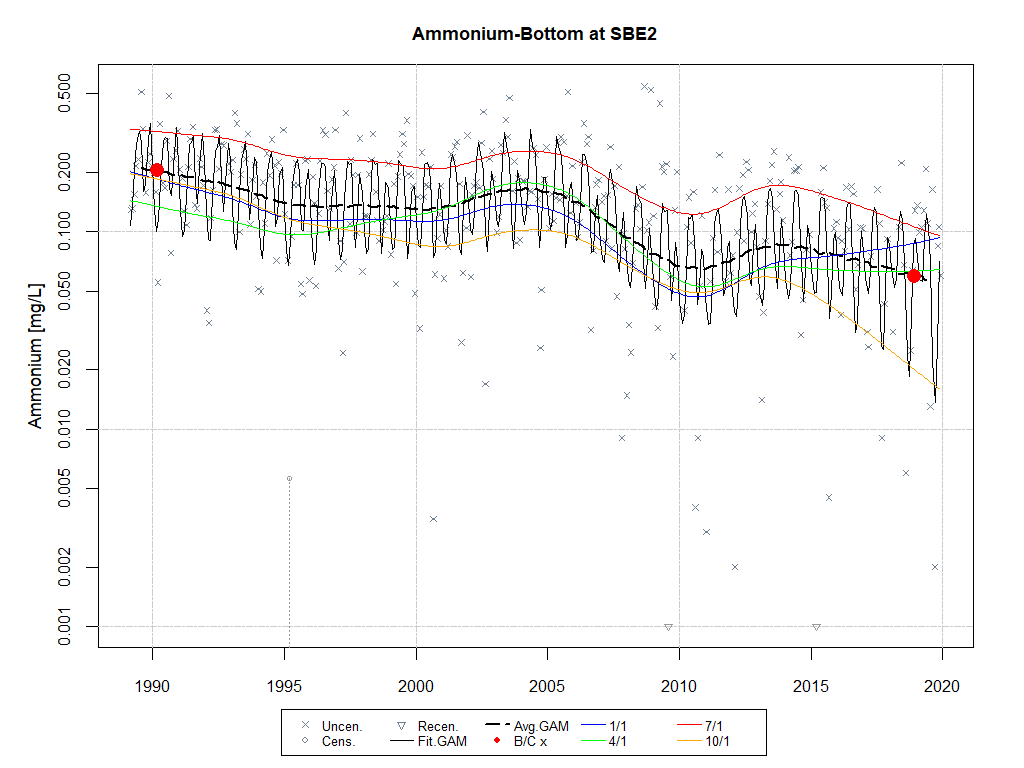 Ammonium-Bottom at SBE2
Ammonium [mg/L]
0.500
0.200
0.100
0.050
0.020
0.010
0.005
0.002
0.001
1990 1995 2000 2005 2010 2015 2020
Uncen. Recen. Avg.GAM 1/1 7/1
Cens. Fit.GAM B/C x 4/1 10/1